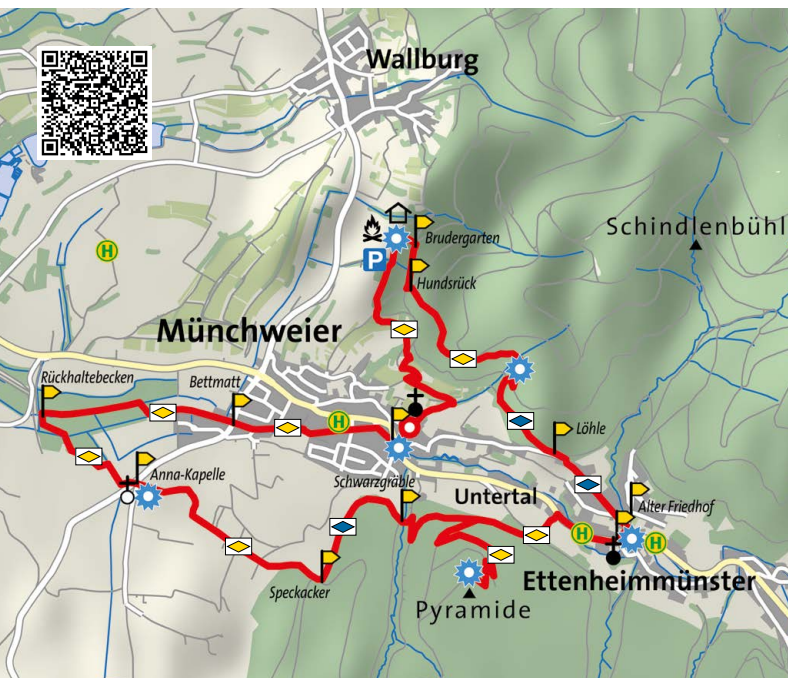 Wallburg
Brudergarten
Schindlenbühl
P
H
Hundsrück
Münchweier
Rückhaltebecken
Bettmatt
H
Löhle
Anna-Kapelle
Schwarzgräble
Untertal
Alter Friedhof
H
H
Speckacker
Ettenheimmünster
Pyramide